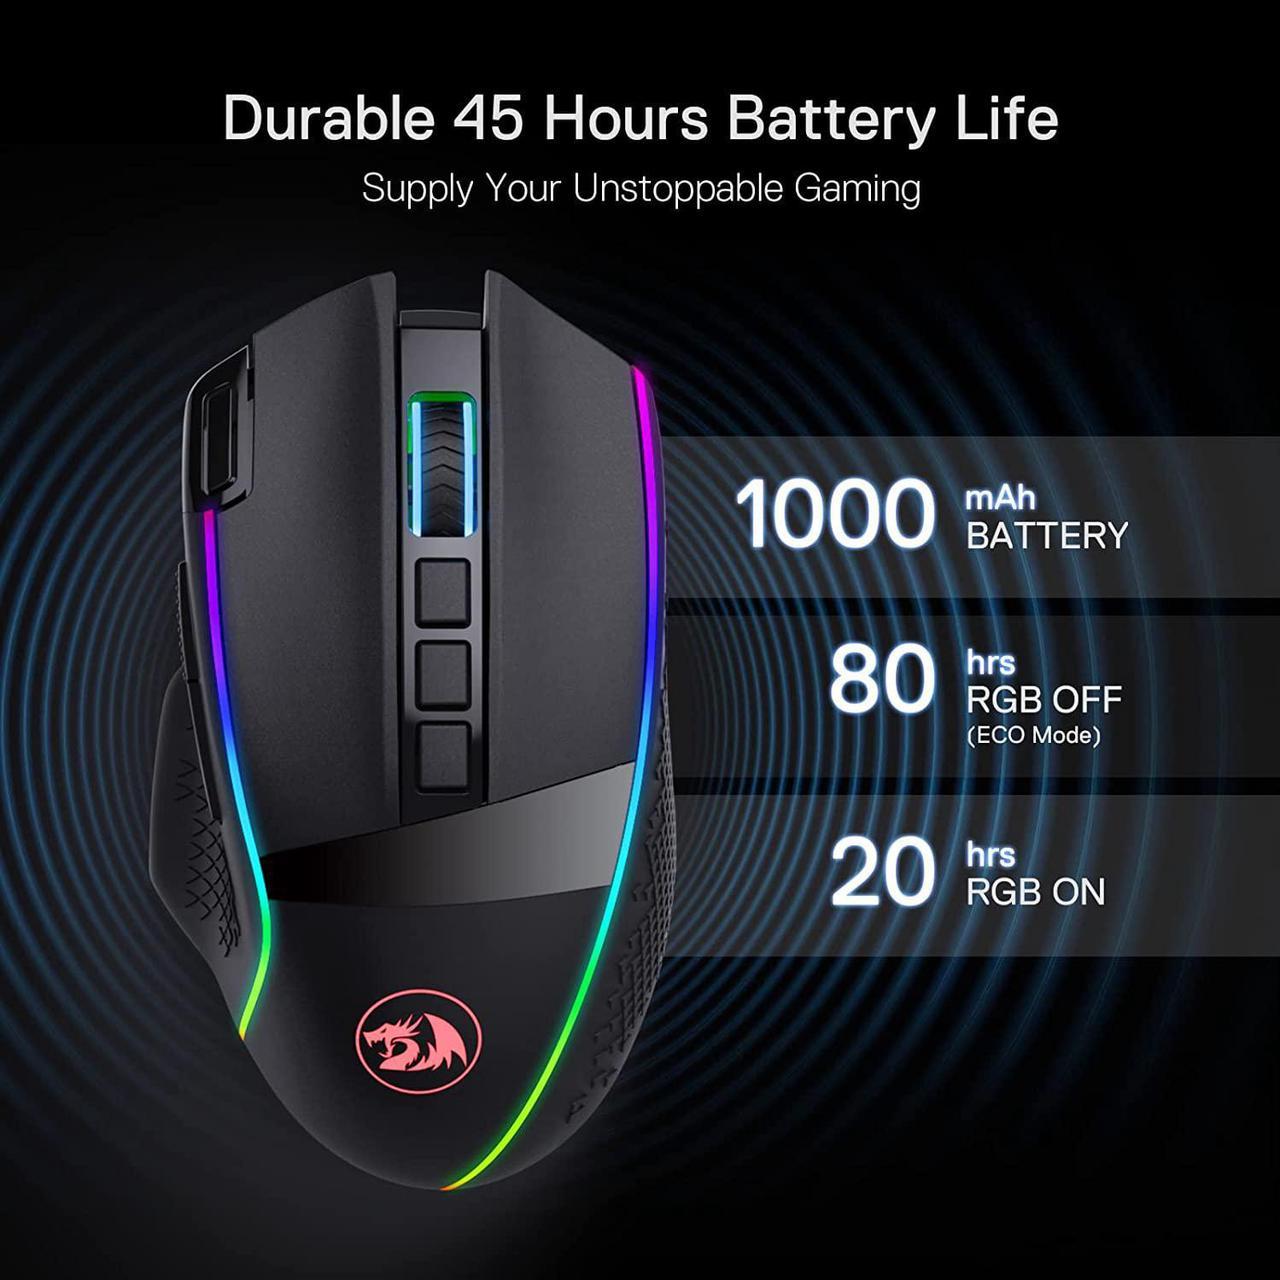 Durable 45 Hours Battery Life
Supply Your Unstoppable Gaming
1000 mAh
BATTERY
80 hrs
RGB OFF
(ECO Mode)
20 hrs
RGB ON